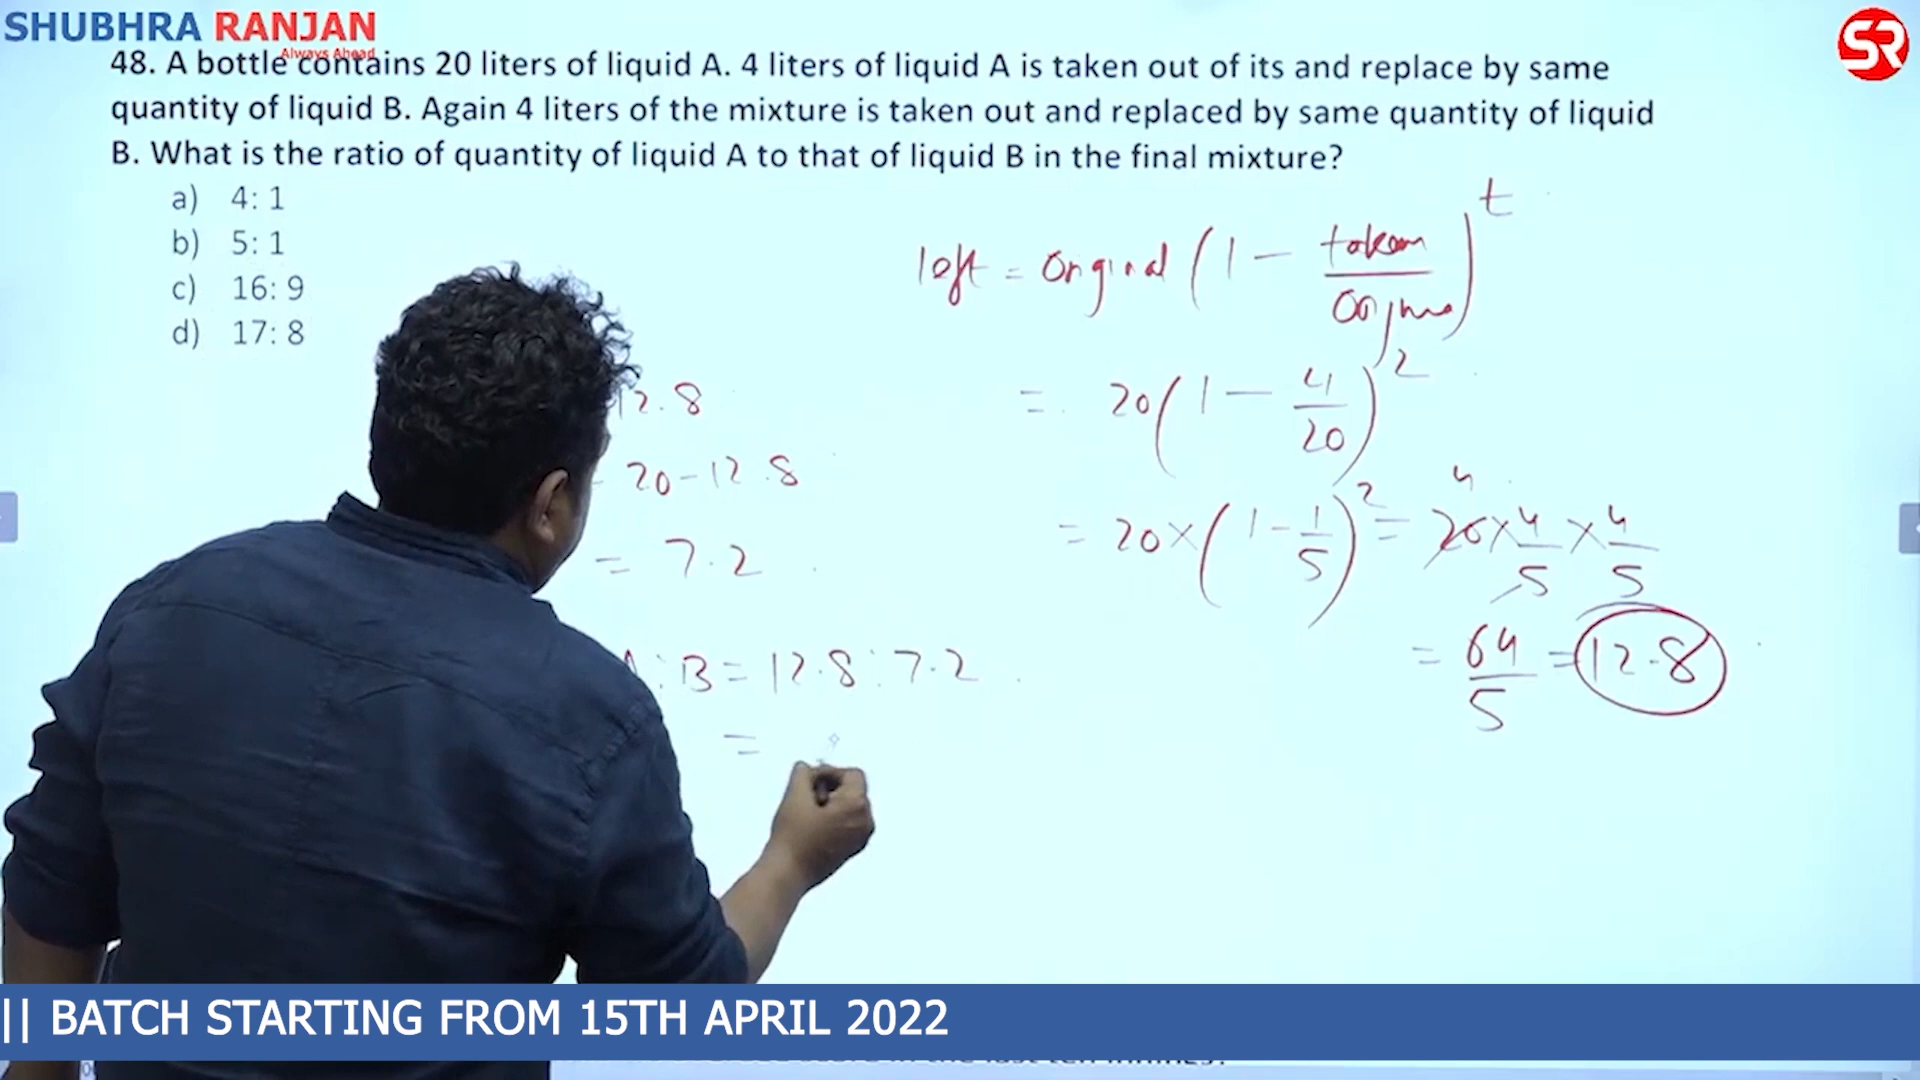 SHUBHRA RANJAN
Always Ahead
SR
48. A bottle contains 20 liters of liquid A. 4 liters of liquid A is taken out of its and replace by same
quantity of liquid B. Again 4 liters of the mixture is taken out and replaced by same quantity of liquid
B. What is the ratio of quantity of liquid A to that of liquid B in the final mixture?
a) 4: 1
b) 5: 1
c) 16: 9
d) 17: 8
left = Original (1 - taken/Original)^t
12.8
= 20(1 - 4/20)^2
20-12.8
= 20×(1-1/5)^2 = 20×4/5×4/5 4
= 7.2
= 64/5 = 12.8
: B = 12.8:7.2
=
|| BATCH STARTING FROM 15TH APRIL 2022